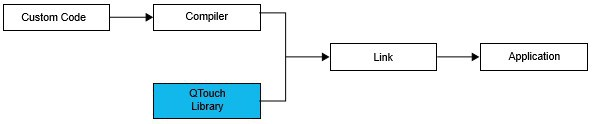 Custom Code
Compiler
QTouch
Library
Link
Application